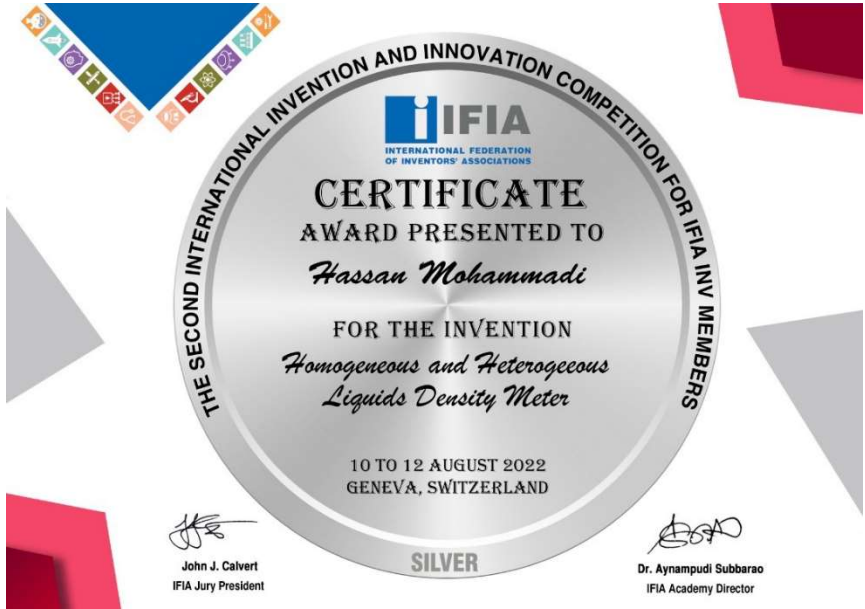 THE SECOND INTERNATIONAL INVENTION AND INNOVATION COMPETITION FOR IFIA INV MEMBERS
i IFIA
INTERNATIONAL FEDERATION
OF INVENTORS' ASSOCIATIONS
CERTIFICATE
AWARD PRESENTED TO
Hassan Mohammadi
FOR THE INVENTION
Homogeneous and Heterogeeous
Liquids Density Meter
10 TO 12 AUGUST 2022
GENEVA, SWITZERLAND
SILVER
John J. Calvert
IFIA Jury President
Dr. Aynampudi Subbarao
IFIA Academy Director